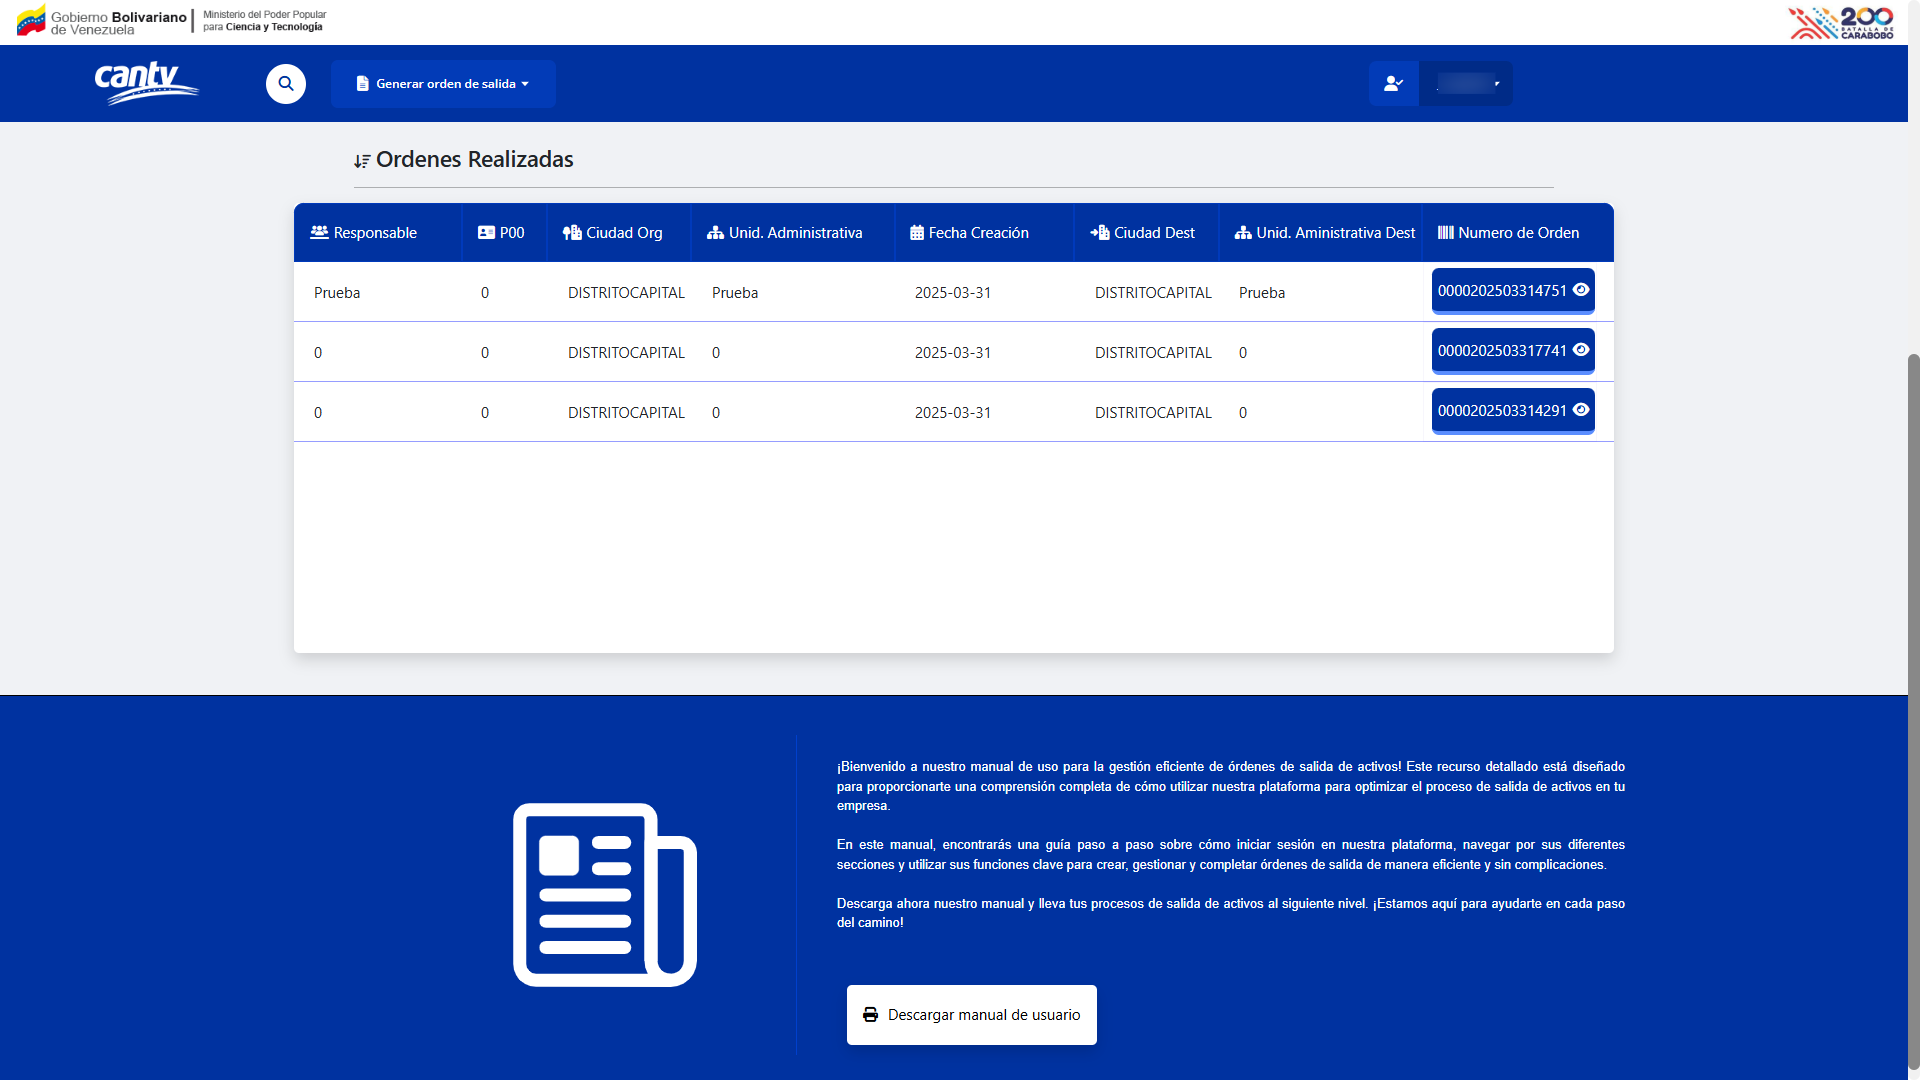 Gobierno Bolivariano
de Venezuela
Ministerio del Poder Popular
para Ciencia y Tecnología
200
BATALLA DE
CARABOBO
cantv
Generar orden de salida
Ordenes Realizadas
Responsable P00 Ciudad Org Unid. Administrativa Fecha Creación Ciudad Dest Unid. Aministrativa Dest Numero de Orden
Prueba 0 DISTRITOCAPITAL Prueba 2025-03-31 DISTRITOCAPITAL Prueba 0000202503314751
0 0 DISTRITOCAPITAL 0 2025-03-31 DISTRITOCAPITAL 0 0000202503317741
0 0 DISTRITOCAPITAL 0 2025-03-31 DISTRITOCAPITAL 0 0000202503314291
¡Bienvenido a nuestro manual de uso para la gestión eficiente de órdenes de salida de activos! Este recurso detallado está diseñado
para proporcionarte una comprensión completa de cómo utilizar nuestra plataforma para optimizar el proceso de salida de activos en tu
empresa.
En este manual, encontrarás una guía paso a paso sobre cómo iniciar sesión en nuestra plataforma, navegar por sus diferentes
secciones y utilizar sus funciones clave para crear, gestionar y completar órdenes de salida de manera eficiente y sin complicaciones.
Descarga ahora nuestro manual y lleva tus procesos de salida de activos al siguiente nivel. ¡Estamos aquí para ayudarte en cada paso
del camino!
Descargar manual de usuario